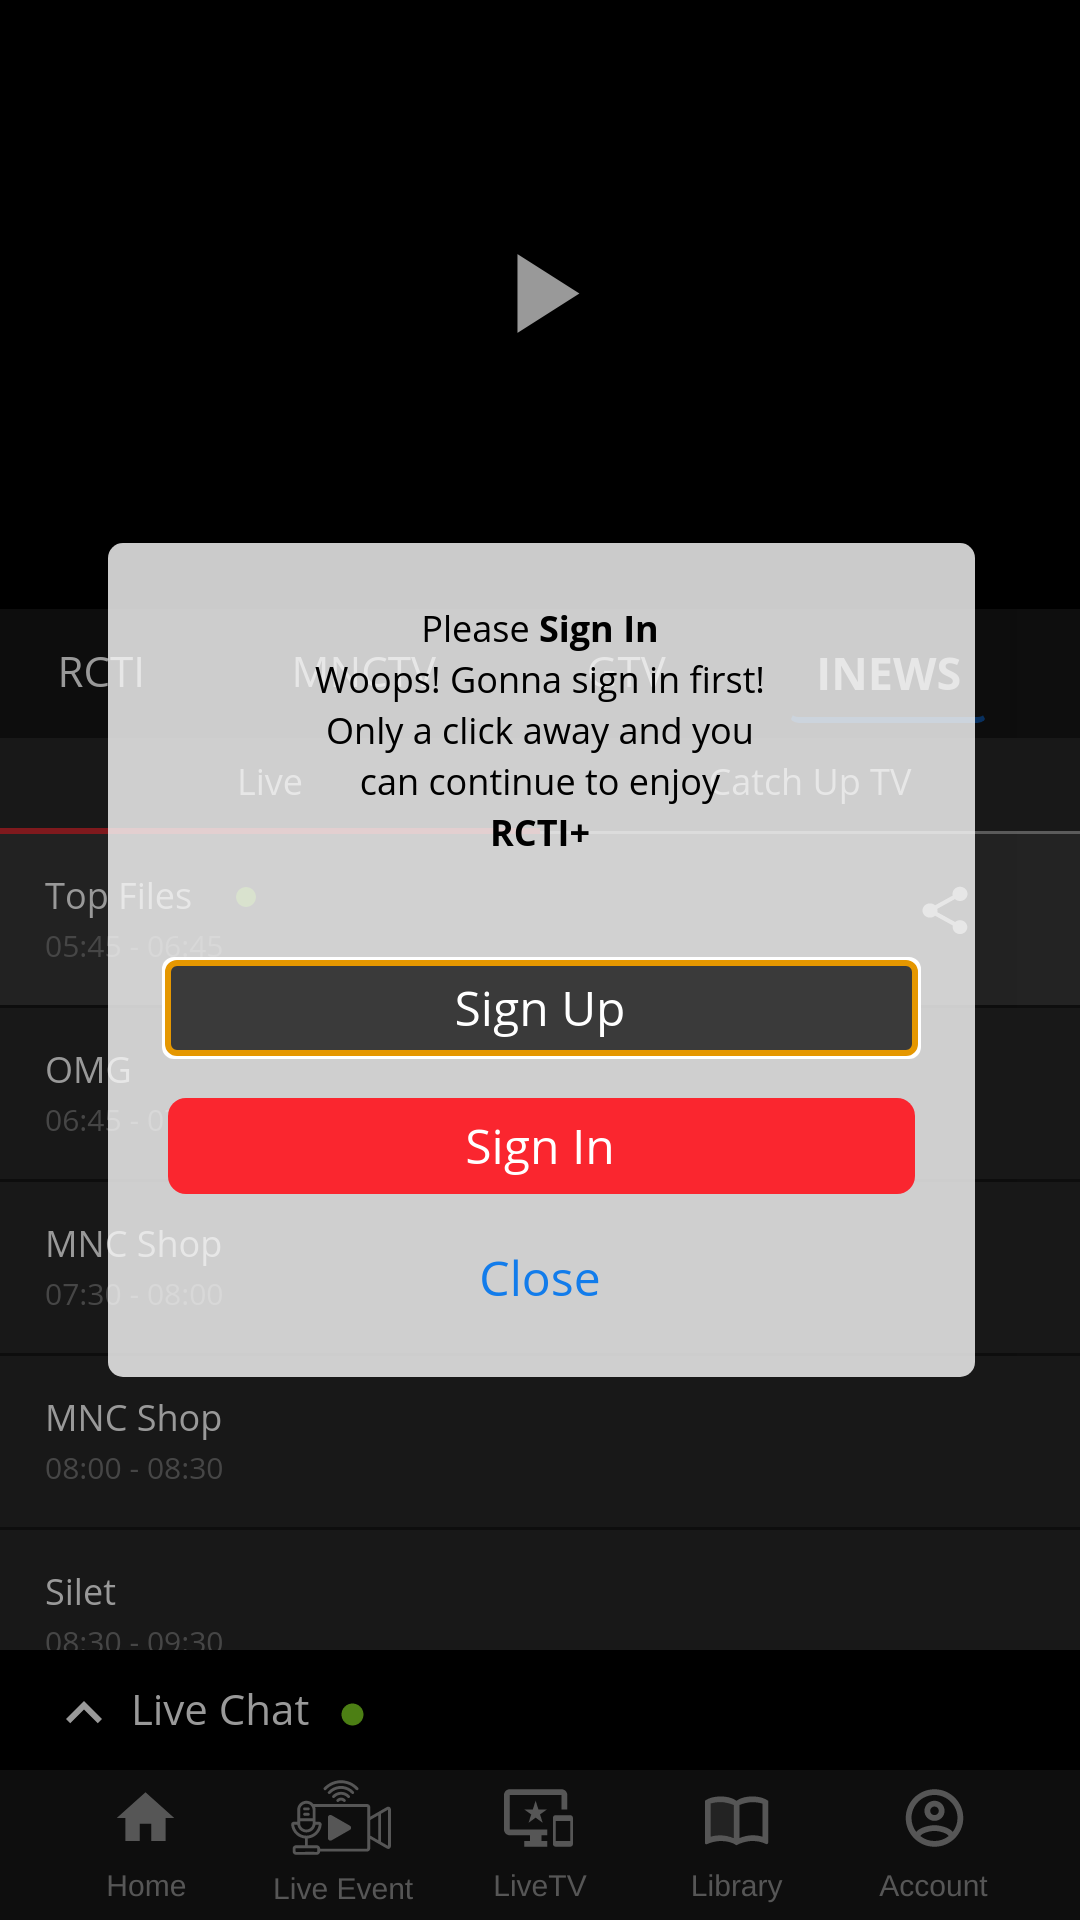 Please Sign In
Woops! Gonna sign in first!
Only a click away and you
can continue to enjoy
RCTI+
Sign Up
Sign In
Close
RCTI MNCTV GTV INEWS
Live Catch Up TV
Top Files
05:45 - 06:45
OMG
06:45 - 0
MNC Shop
07:30 - 08:00
MNC Shop
08:00 - 08:30
Silet
08:30 - 09:30
Live Chat
Home Live Event LiveTV Library Account